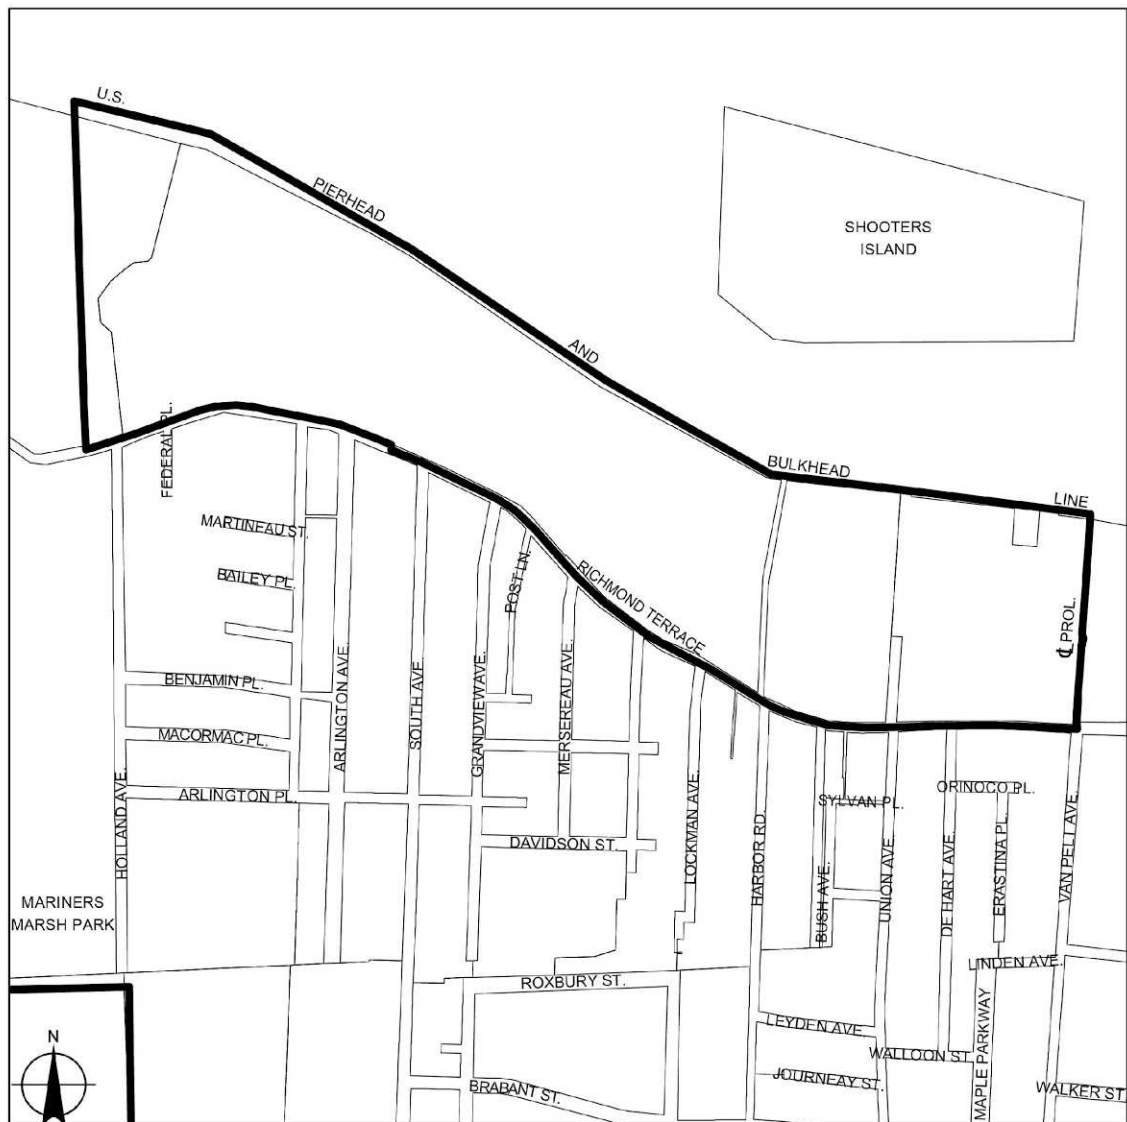 U.S.
PIERHEAD
SHOOTERS
ISLAND
AND
BULKHEAD
LINE
FEDERAL PL.
MARTINEAU ST.
BAILEY PL.
POST LN.
RICHMOND TERRACE
℄ PROL.
BENJAMIN PL.
MACORMAC PL.
ARLINGTON AVE.
SOUTH AVE
GRANDVIEW AVE.
MERSEREAU AVE.
ARLINGTON PL.
HOLLAND AVE.
DAVIDSON ST.
LOCKMAN AVE.
HARBOR RD.
SYLVAN PL.
ORINOCO PL.
BUSH AVE.
UNION AVE.
DE HART AVE.
ERASTINA PL.
VAN PELT AVE.
MARINERS
MARSH PARK
LINDEN AVE.
ROXBURY ST.
LEYDEN AVE.
WALLOON ST.
MAPLE PARKWAY
JOURNEAY ST.
BRABANT ST.
WALKER ST.
N